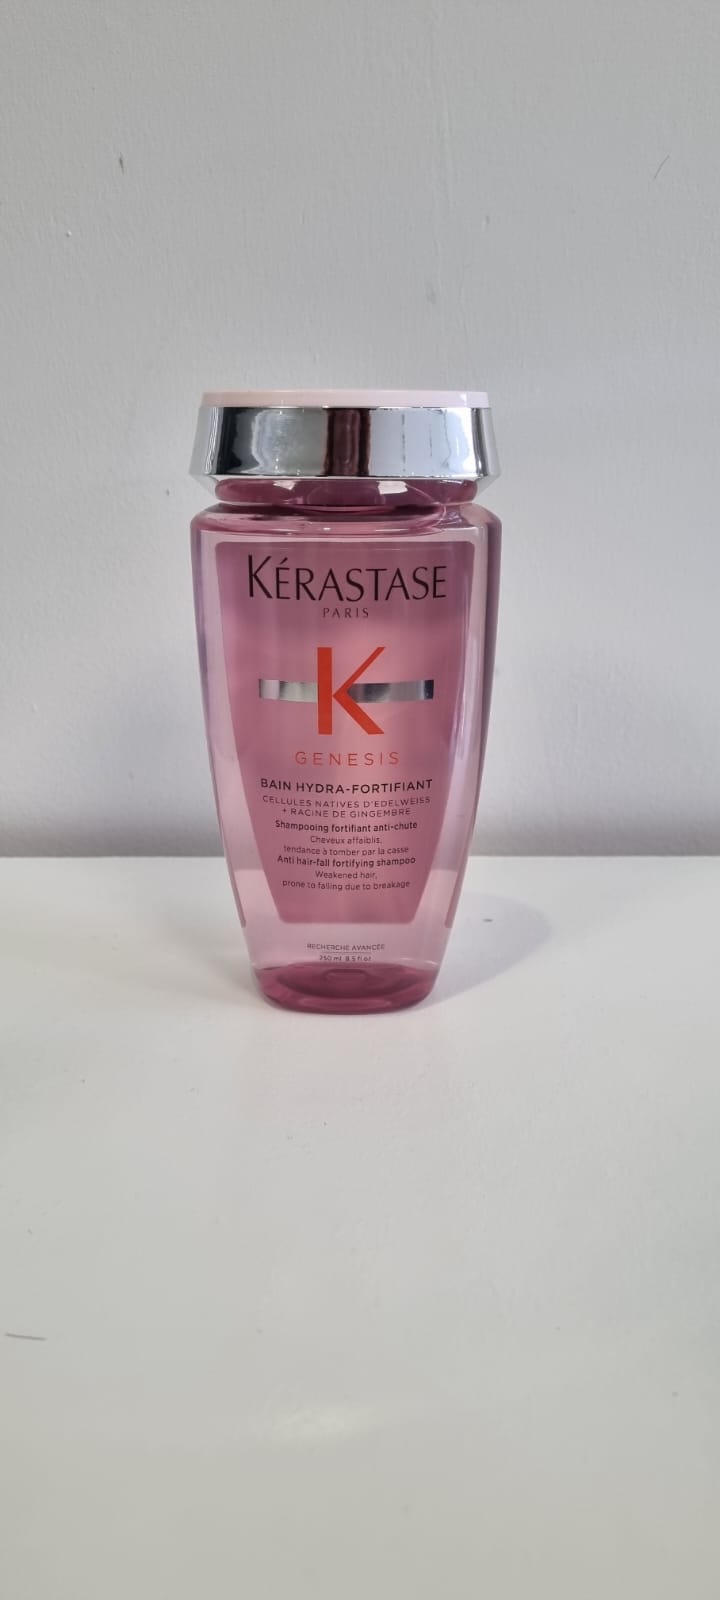 KÉRASTASE
PARIS
K
GENESIS
BAIN HYDRA-FORTIFIANT
CELLULES NATIVES D'EDELWEISS
+ RACINE DE GINGEMBRE
Shampooing fortifiant anti-chute
Cheveux affaiblis,
tendance à tomber par la casse
Anti hair-fall fortifying shampoo
Weakened hair,
prone to falling due to breakage
RECHERCHE AVANCÉE
250 ml 8.5 fl.oz